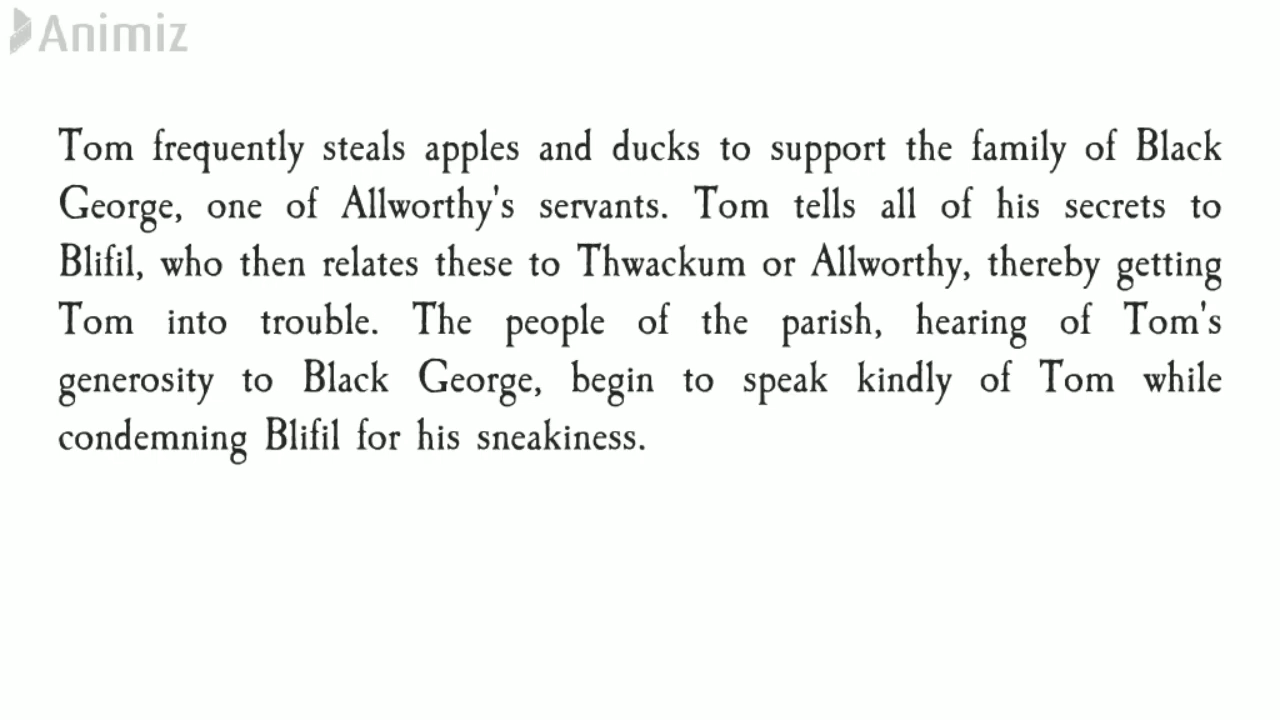 Animiz
Tom frequently steals apples and ducks to support the family of Black
George, one of Allworthy's servants. Tom tells all of his secrets to
Blifil, who then relates these to Thwackum or Allworthy, thereby getting
Tom into trouble. The people of the parish, hearing of Tom's
generosity to Black George, begin to speak kindly of Tom while
condemning Blifil for his sneakiness.